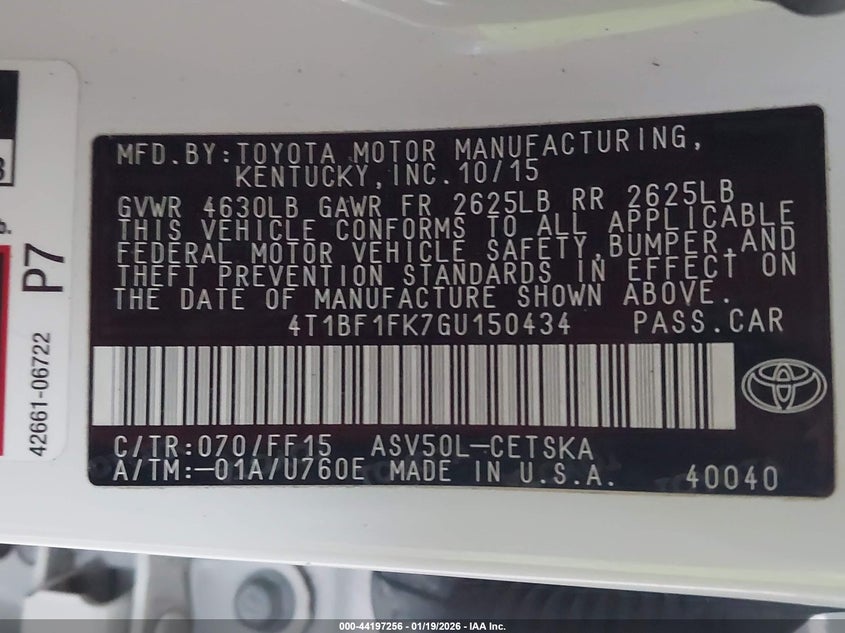 MFD.BY:TOYOTA MOTOR MANUFACTURING,
KENTUCKY,INC.10/15
GVWR 4630LB GAWR FR 2625LB RR 2625LB
THIS VEHICLE CONFORMS TO ALL APPLICABLE
FEDERAL MOTOR VEHICLE SAFETY,BUMPER,AND
THEFT PREVENTION STANDARDS IN EFFECT ON
THE DATE OF MANUFACTURE SHOWN ABOVE.
4T1BF1FK7GU150434 PASS.CAR
C/TR:070/FF15 ASV50L-CETSKA
A/TM:-01A/U760E MADE IN U.S.A. 40040
P7
42661-06722
000-44197256 - 01/19/2026 - IAA Inc.